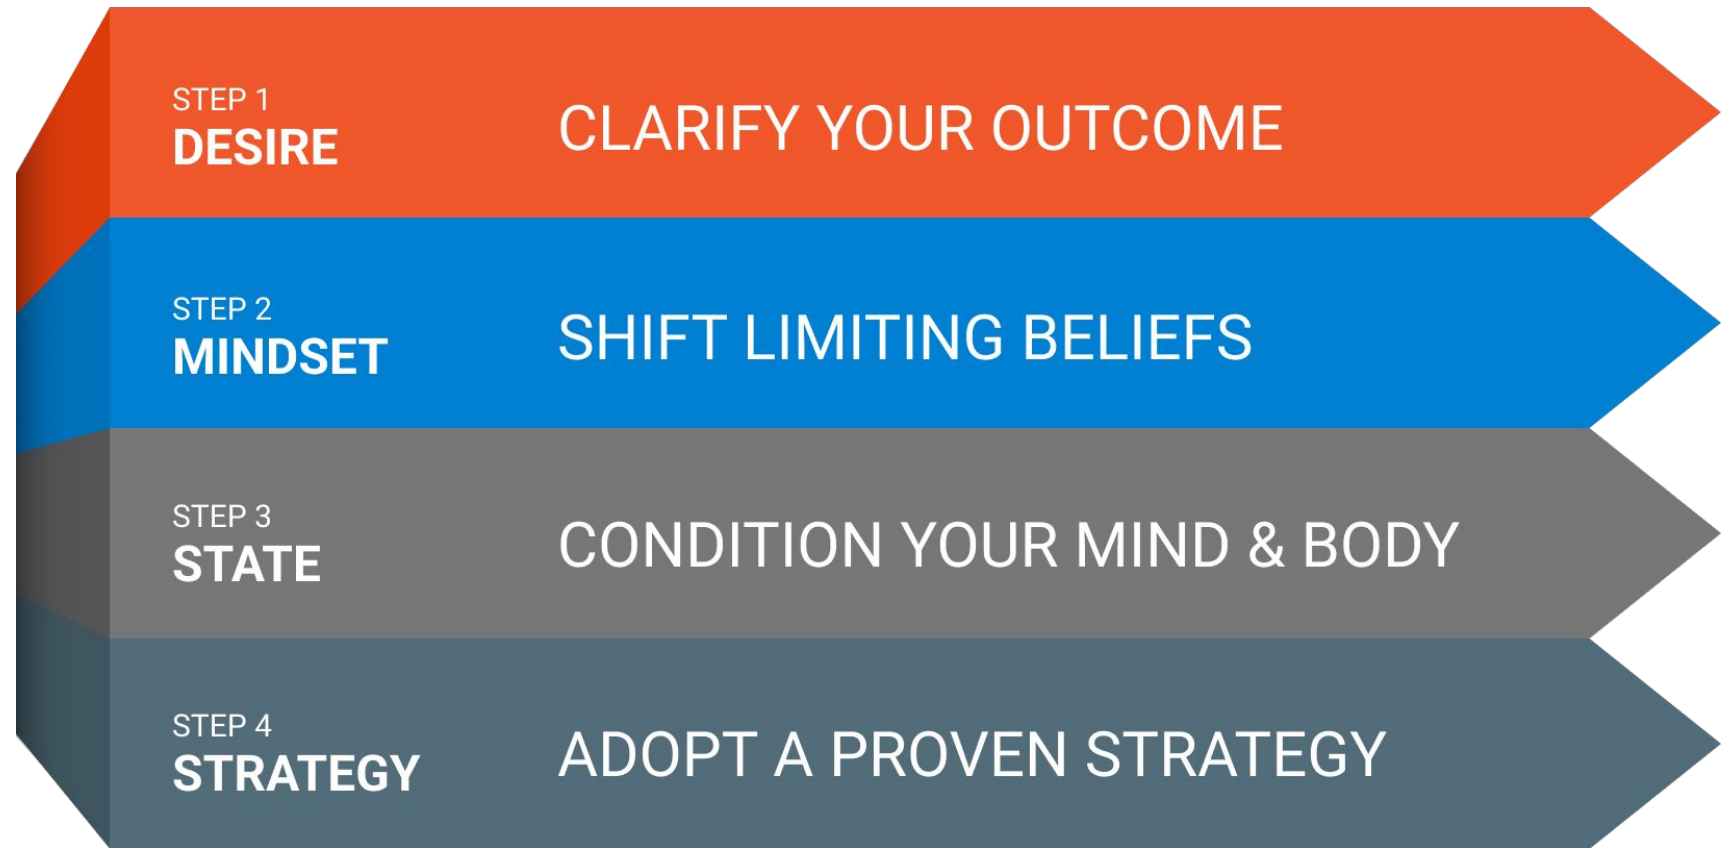 STEP 1
DESIRE
CLARIFY YOUR OUTCOME
STEP 2
MINDSET
SHIFT LIMITING BELIEFS
STEP 3
STATE
CONDITION YOUR MIND & BODY
STEP 4
STRATEGY
ADOPT A PROVEN STRATEGY